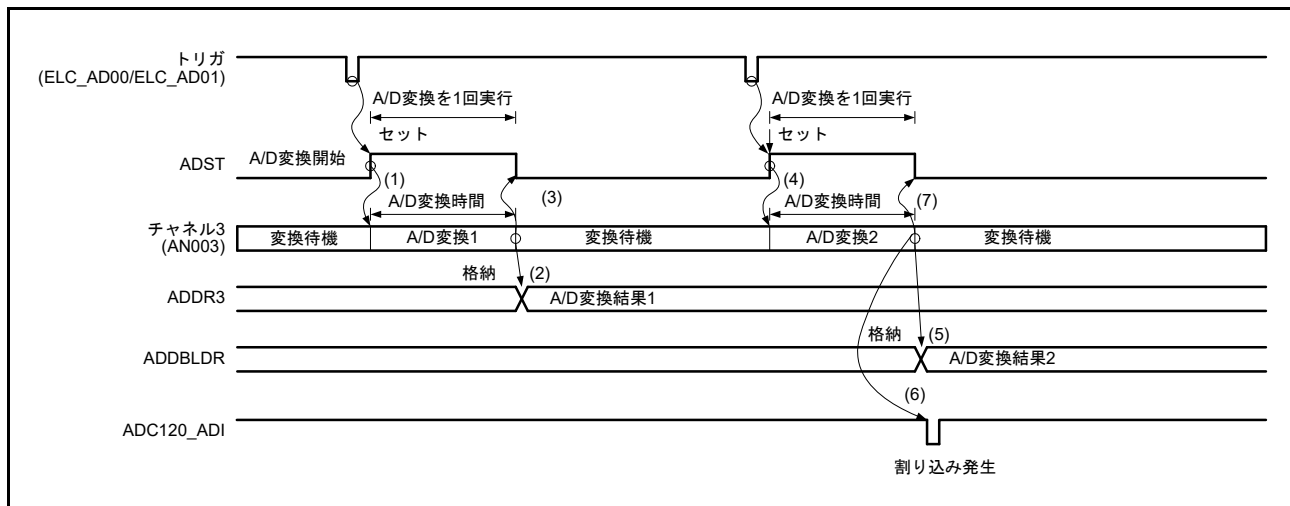 トリガ
(ELC_AD00/ELC_AD01)
A/D変換を1回実行
A/D変換を1回実行
セット
セット
ADST
A/D変換開始
(1)
(3)
(4)
(7)
A/D変換時間
A/D変換時間
チャネル3
(AN003)
変換待機
A/D変換1
変換待機
A/D変換2
変換待機
格納
(2)
ADDR3
A/D変換結果1
格納
(5)
ADDBLDR
A/D変換結果2
(6)
ADC120_ADI
割り込み発生